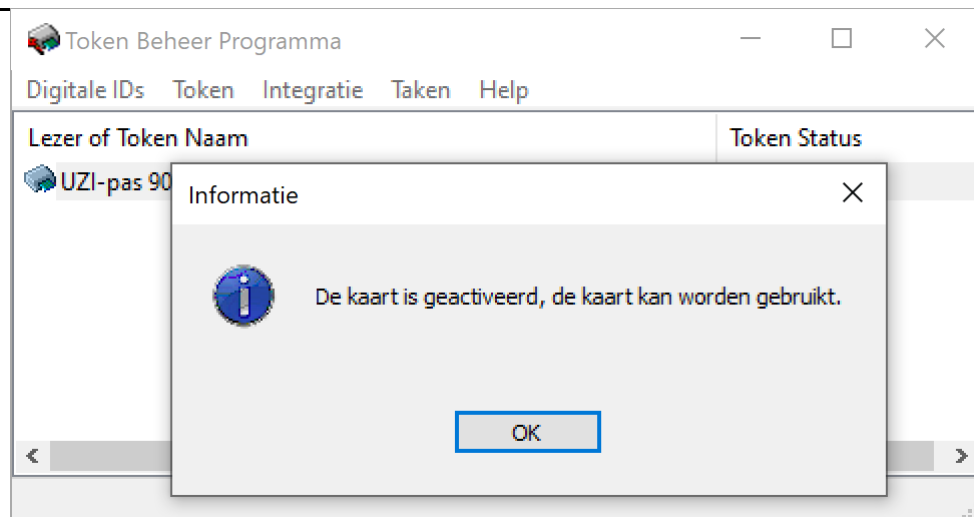 Token Beheer Programma
Digitale IDs Token Integratie Taken Help
Lezer of Token Naam Token Status
UZI-pas 90
Informatie
De kaart is geactiveerd, de kaart kan worden gebruikt.
OK